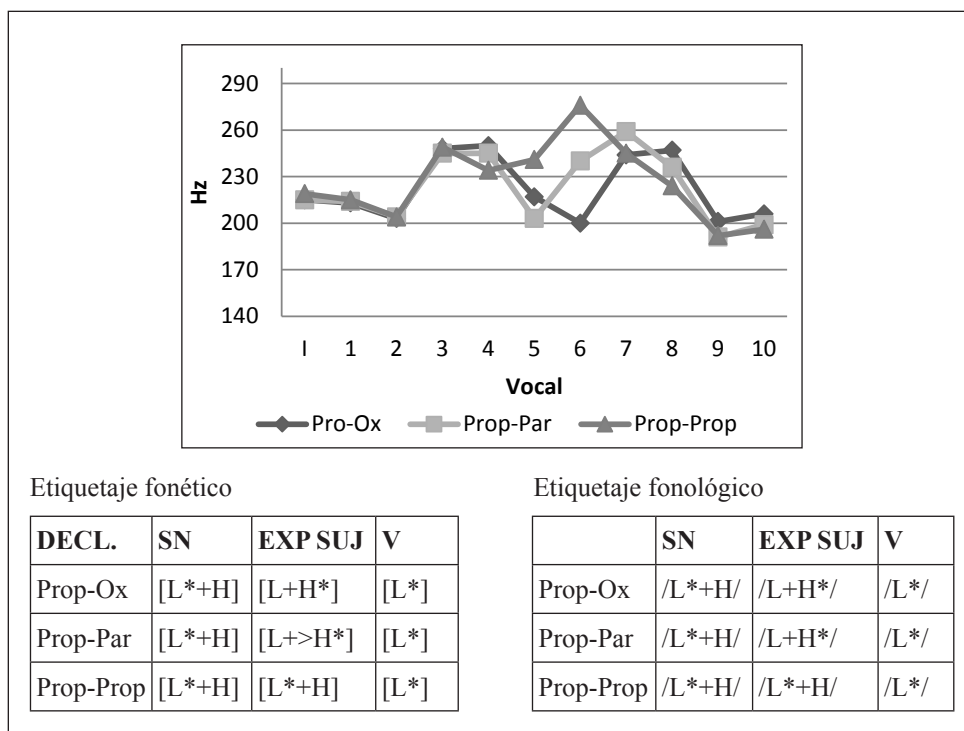 290
260
230
200
170
140
Hz
I 1 2 3 4 5 6 7 8 9 10
Vocal
Pro-Ox Prop-Par Prop-Prop
Etiquetaje fonético
DECL. SN EXP SUJ V
Prop-Ox [L*+H] [L+H*] [L*]
Prop-Par [L*+H] [L+>H*] [L*]
Prop-Prop [L*+H] [L*+H] [L*]
Etiquetaje fonológico
SN EXP SUJ V
Prop-Ox /L*+H/ /L+H*/ /L*/
Prop-Par /L*+H/ /L+H*/ /L*/
Prop-Prop /L*+H/ /L*+H/ /L*/